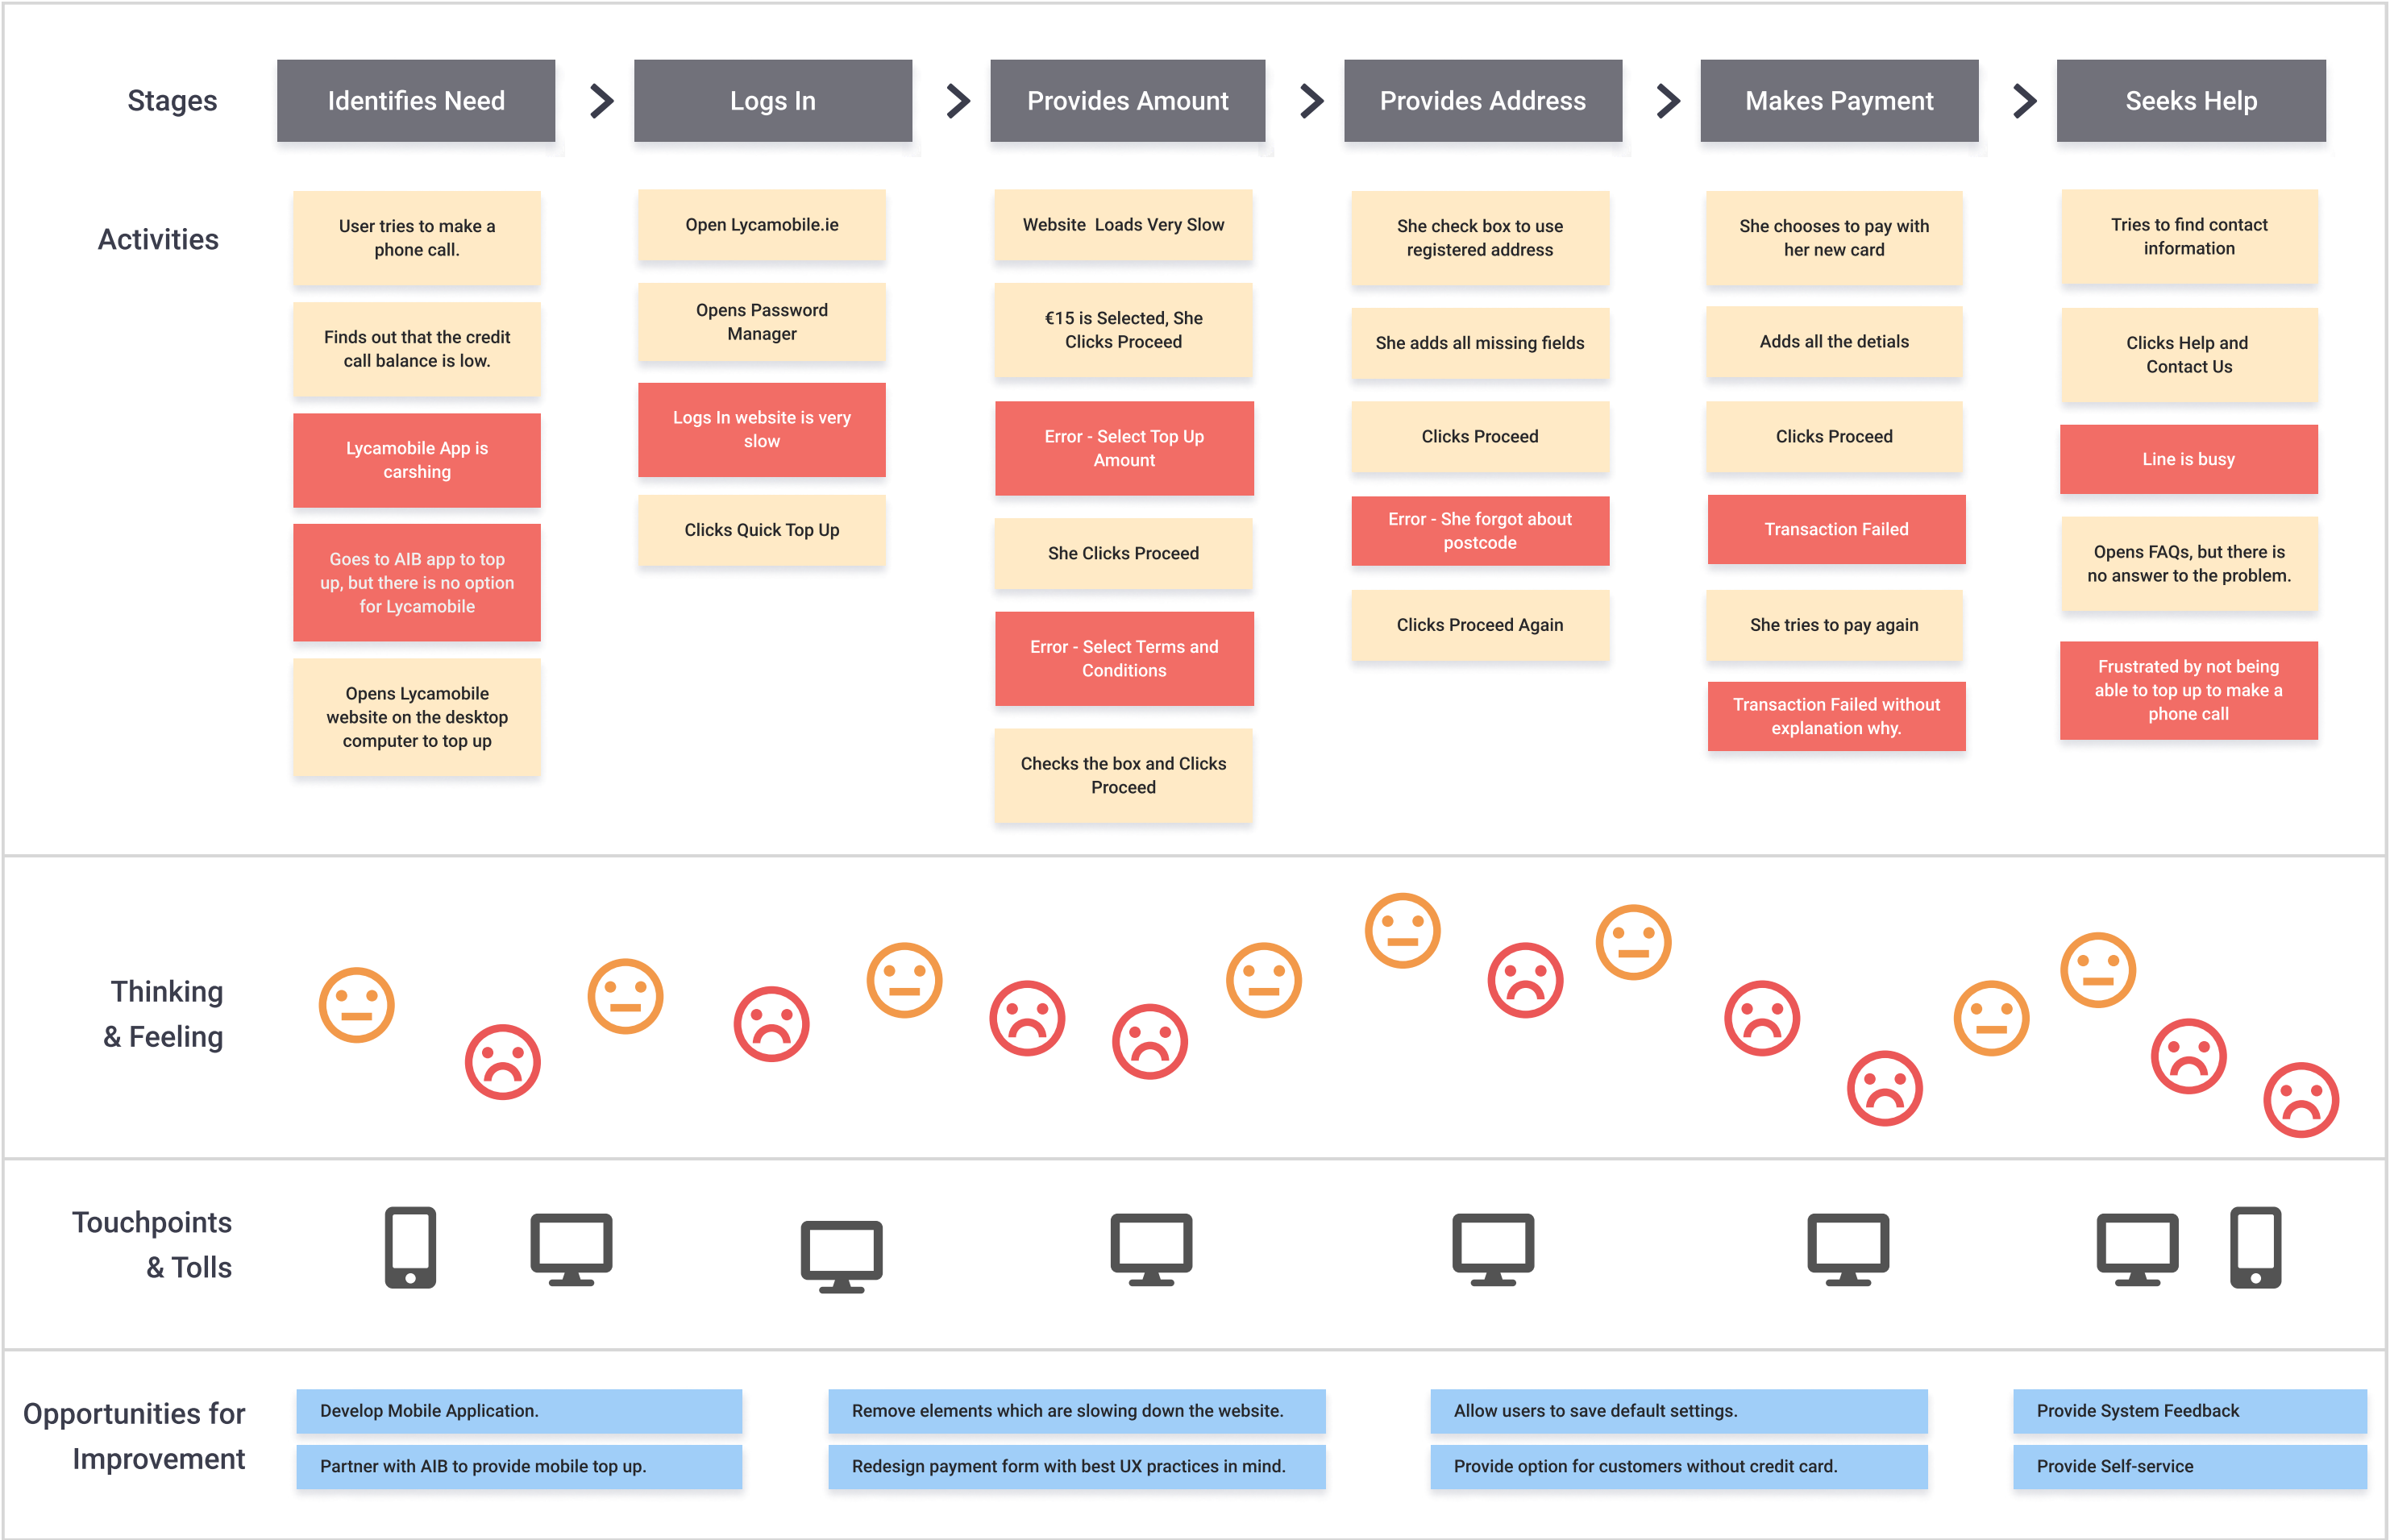 Stages
Identifies Need
Logs In
Provides Amount
Provides Address
Makes Payment
Seeks Help
Activities
User tries to make a
phone call.
Finds out that the credit
call balance is low.
Lycamobile App is
carshing
Goes to AIB app to top
up, but there is no option
for Lycamobile
Opens Lycamobile
website on the desktop
computer to top up
Open Lycamobile.ie
Opens Password
Manager
Logs In website is very
slow
Clicks Quick Top Up
Website Loads Very Slow
€15 is Selected, She
Clicks Proceed
Error - Select Top Up
Amount
She Clicks Proceed
Error - Select Terms and
Conditions
Checks the box and Clicks
Proceed
She check box to use
registered address
She adds all missing fields
Clicks Proceed
Error - She forgot about
postcode
Clicks Proceed Again
She chooses to pay with
her new card
Adds all the detials
Clicks Proceed
Transaction Failed
She tries to pay again
Transaction Failed without
explanation why.
Tries to find contact
information
Clicks Help and
Contact Us
Line is busy
Opens FAQs, but there is
no answer to the problem.
Frustrated by not being
able to top up to make a
phone call
Thinking
& Feeling
Touchpoints
& Tolls
Opportunities for
Improvement
Develop Mobile Application.
Partner with AIB to provide mobile top up.
Remove elements which are slowing down the website.
Redesign payment form with best UX practices in mind.
Allow users to save default settings.
Provide option for customers without credit card.
Provide System Feedback
Provide Self-service